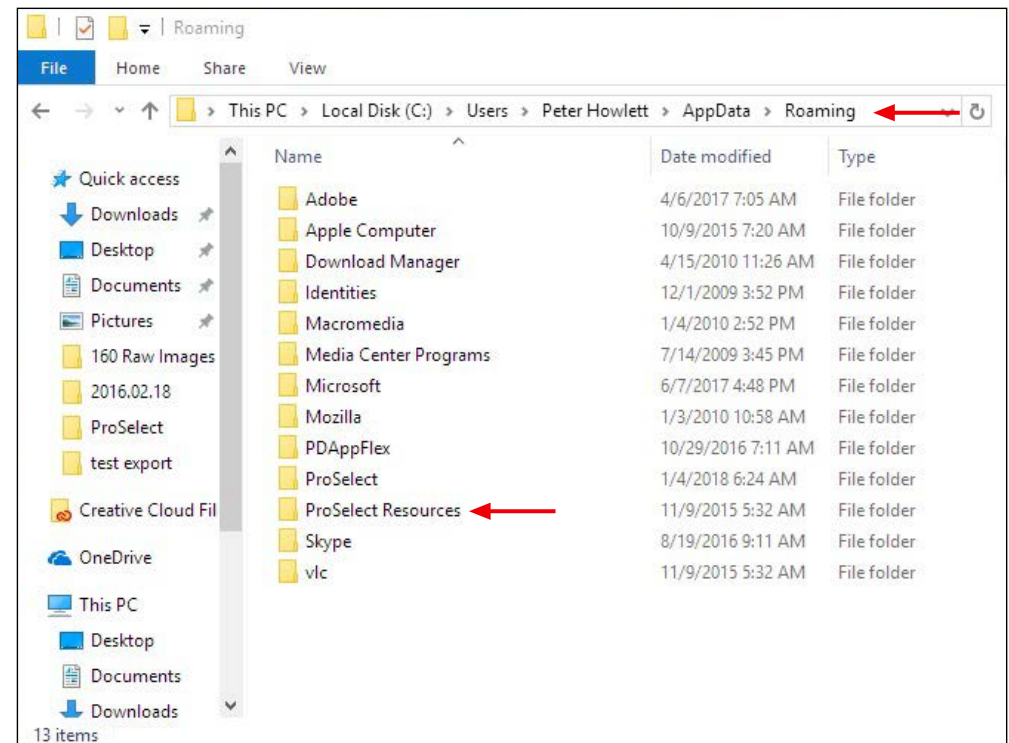 Roaming
File Home Share View
This PC > Local Disk (C:) > Users > Peter Howlett > AppData > Roaming
Quick access
Downloads
Desktop
Documents
Pictures
160 Raw Images
2016.02.18
ProSelect
test export
Creative Cloud Fil
OneDrive
This PC
Desktop
Documents
Downloads
Name Date modified Type
Adobe 4/6/2017 7:05 AM File folder
Apple Computer 10/9/2015 7:20 AM File folder
Download Manager 4/15/2010 11:26 AM File folder
Identities 12/1/2009 3:52 PM File folder
Macromedia 1/4/2010 2:52 PM File folder
Media Center Programs 7/14/2009 3:45 PM File folder
Microsoft 6/7/2017 4:48 PM File folder
Mozilla 1/3/2010 10:58 AM File folder
PDAppFlex 10/29/2016 7:11 AM File folder
ProSelect 1/4/2018 6:24 AM File folder
ProSelect Resources 11/9/2015 5:32 AM File folder
Skype 8/19/2016 9:11 AM File folder
vlc 11/9/2015 5:32 AM File folder
13 items